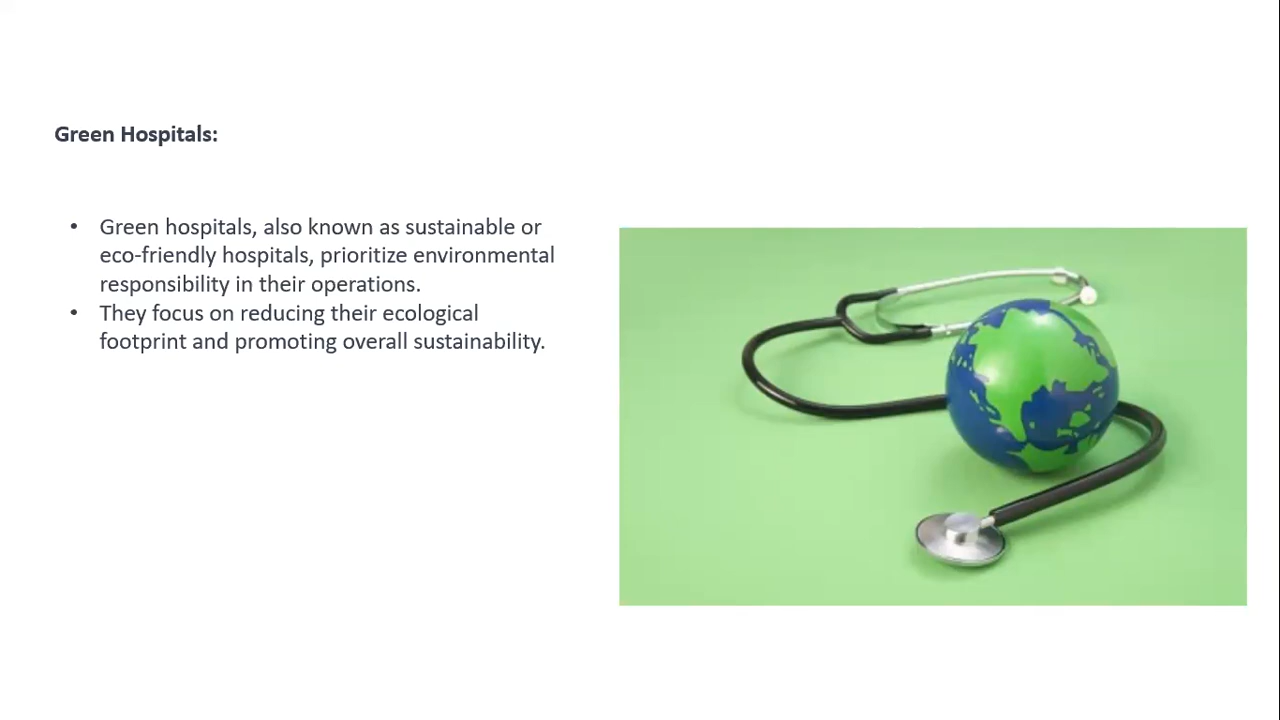 Green Hospitals:
• Green hospitals, also known as sustainable or
eco-friendly hospitals, prioritize environmental
responsibility in their operations.
• They focus on reducing their ecological
footprint and promoting overall sustainability.